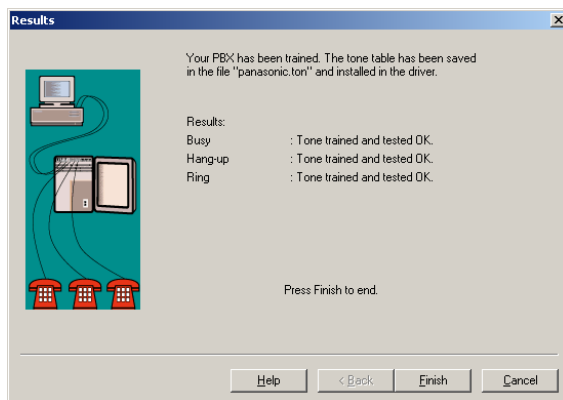 Results
Your PBX has been trained. The tone table has been saved
in the file "panasonic.ton" and installed in the driver.
Results:
Busy : Tone trained and tested OK.
Hang-up : Tone trained and tested OK.
Ring : Tone trained and tested OK.
Press Finish to end.
Help < Back Finish Cancel